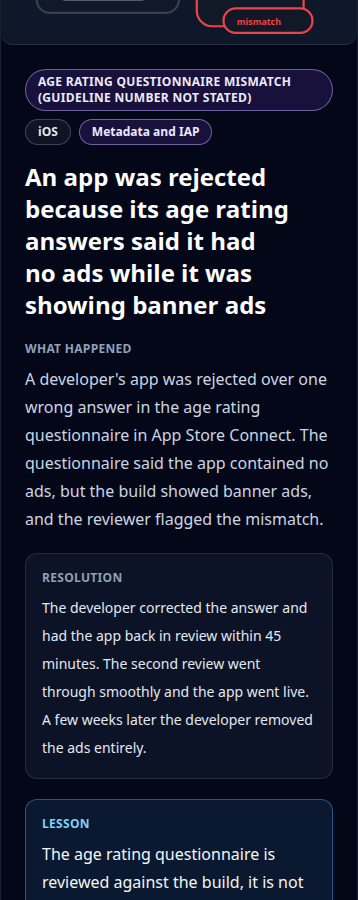 mismatch
AGE RATING QUESTIONNAIRE MISMATCH
(GUIDELINE NUMBER NOT STATED)
iOS
Metadata and IAP
An app was rejected
because its age rating
answers said it had
no ads while it was
showing banner ads
WHAT HAPPENED
A developer's app was rejected over one
wrong answer in the age rating
questionnaire in App Store Connect. The
questionnaire said the app contained no
ads, but the build showed banner ads,
and the reviewer flagged the mismatch.
RESOLUTION
The developer corrected the answer and
had the app back in review within 45
minutes. The second review went
through smoothly and the app went live.
A few weeks later the developer removed
the ads entirely.
LESSON
The age rating questionnaire is
reviewed against the build, it is not